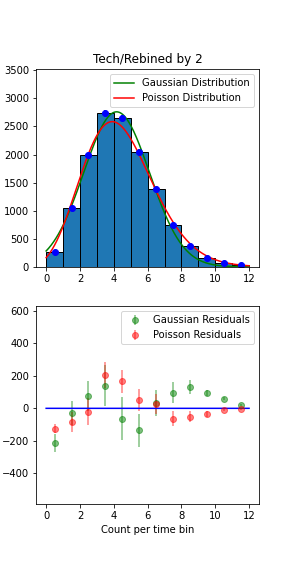 Tech/Rebined by 2
3500
3000
2500
2000
1500
1000
500
0
Gaussian Distribution
Poisson Distribution
0 2 4 6 8 10 12
600
400
200
0
−200
−400
Gaussian Residuals
Poisson Residuals
0 2 4 6 8 10 12
Count per time bin